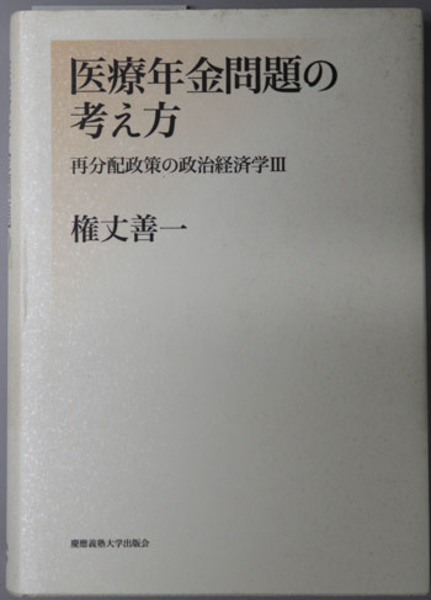 医療年金問題の
考え方
再分配政策の政治経済学III
権丈善一
慶應義塾大学出版会